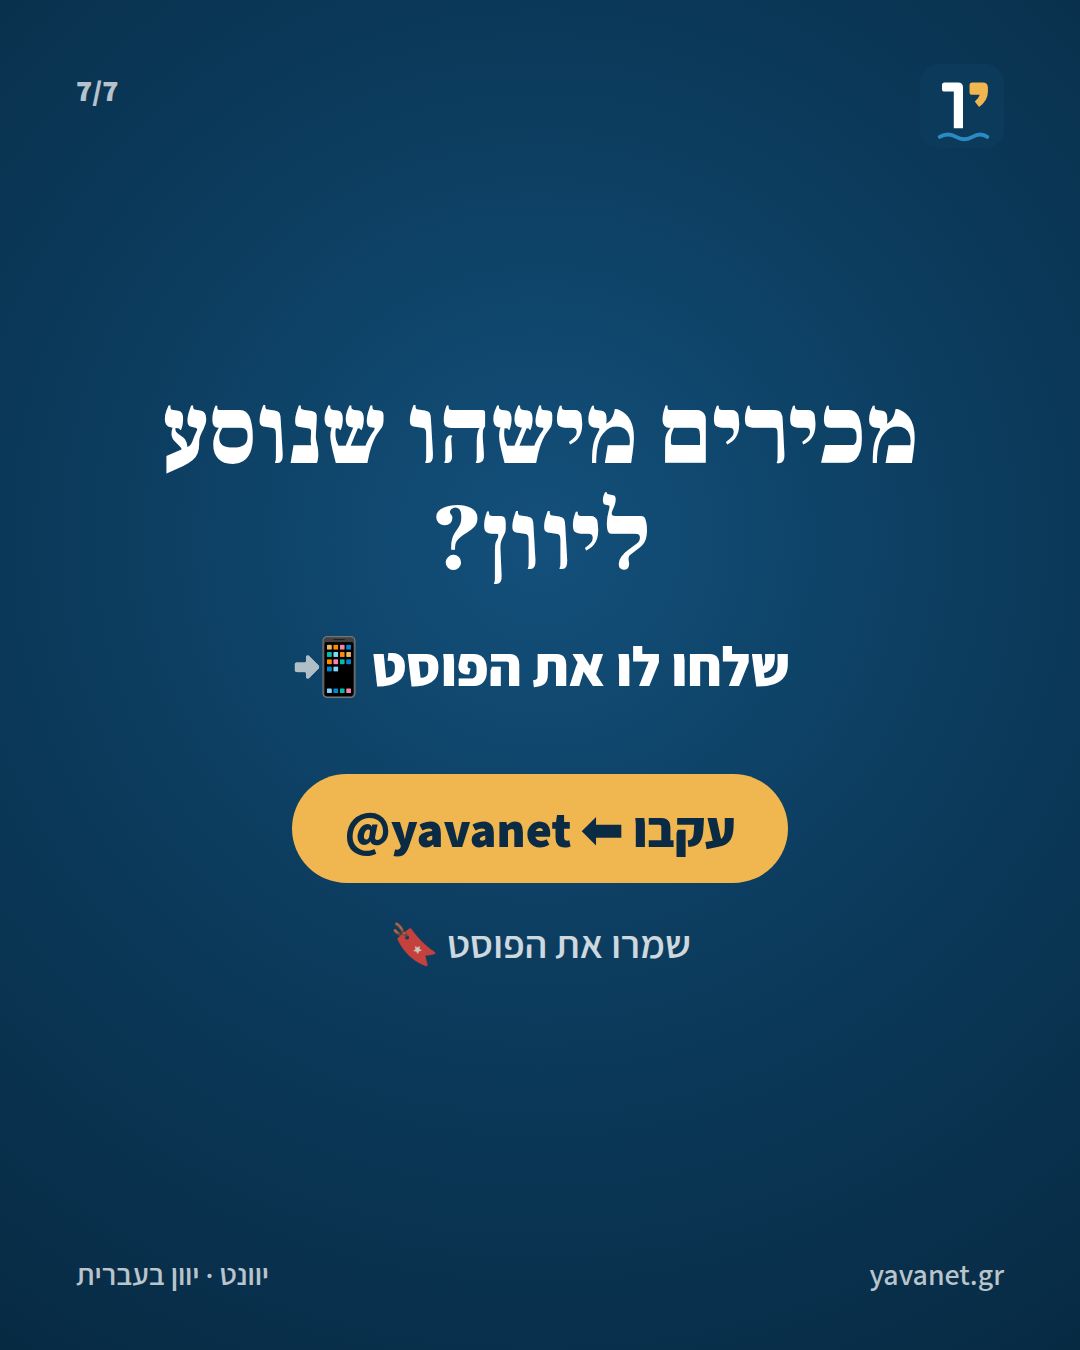 7/7
יו
מכירים מישהו שנוסע
ליוון?
שלחו לו את הפוסט 📲
עקבו ⬅ @yavanet
שמרו את הפוסט 🔖
yavanet.gr
יוונט · יוון בעברית